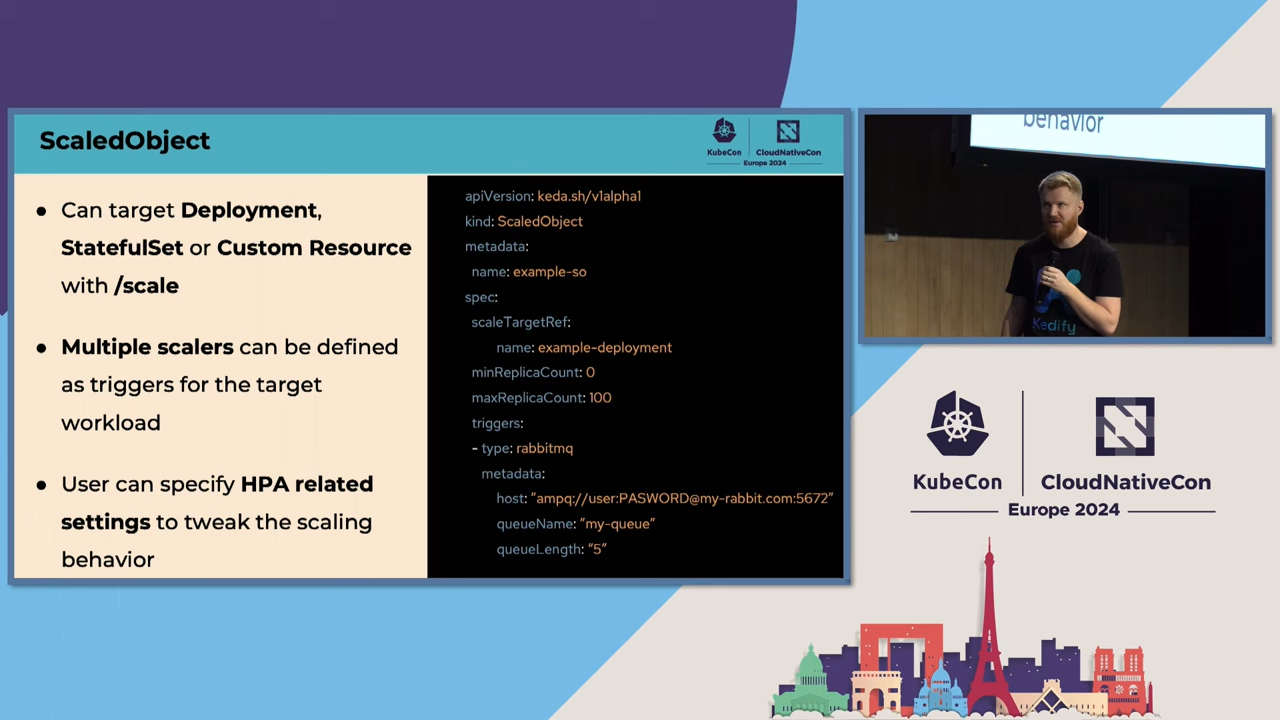 ScaledObject
KubeCon
CloudNativeCon
Europe 2024
● Can target Deployment,
StatefulSet or Custom Resource
with /scale
● Multiple scalers can be defined
as triggers for the target
workload
● User can specify HPA related
settings to tweak the scaling
behavior
apiVersion: keda.sh/v1alpha1
kind: ScaledObject
metadata:
name: example-so
spec:
scaleTargetRef:
name: example-deployment
minReplicaCount: 0
maxReplicaCount: 100
triggers:
- type: rabbitmq
metadata:
host: "ampq://user:PASWORD@my-rabbit.com:5672"
queueName: "my-queue"
queueLength: "5"
behavior
Kedify
KubeCon
CloudNativeCon
Europe 2024